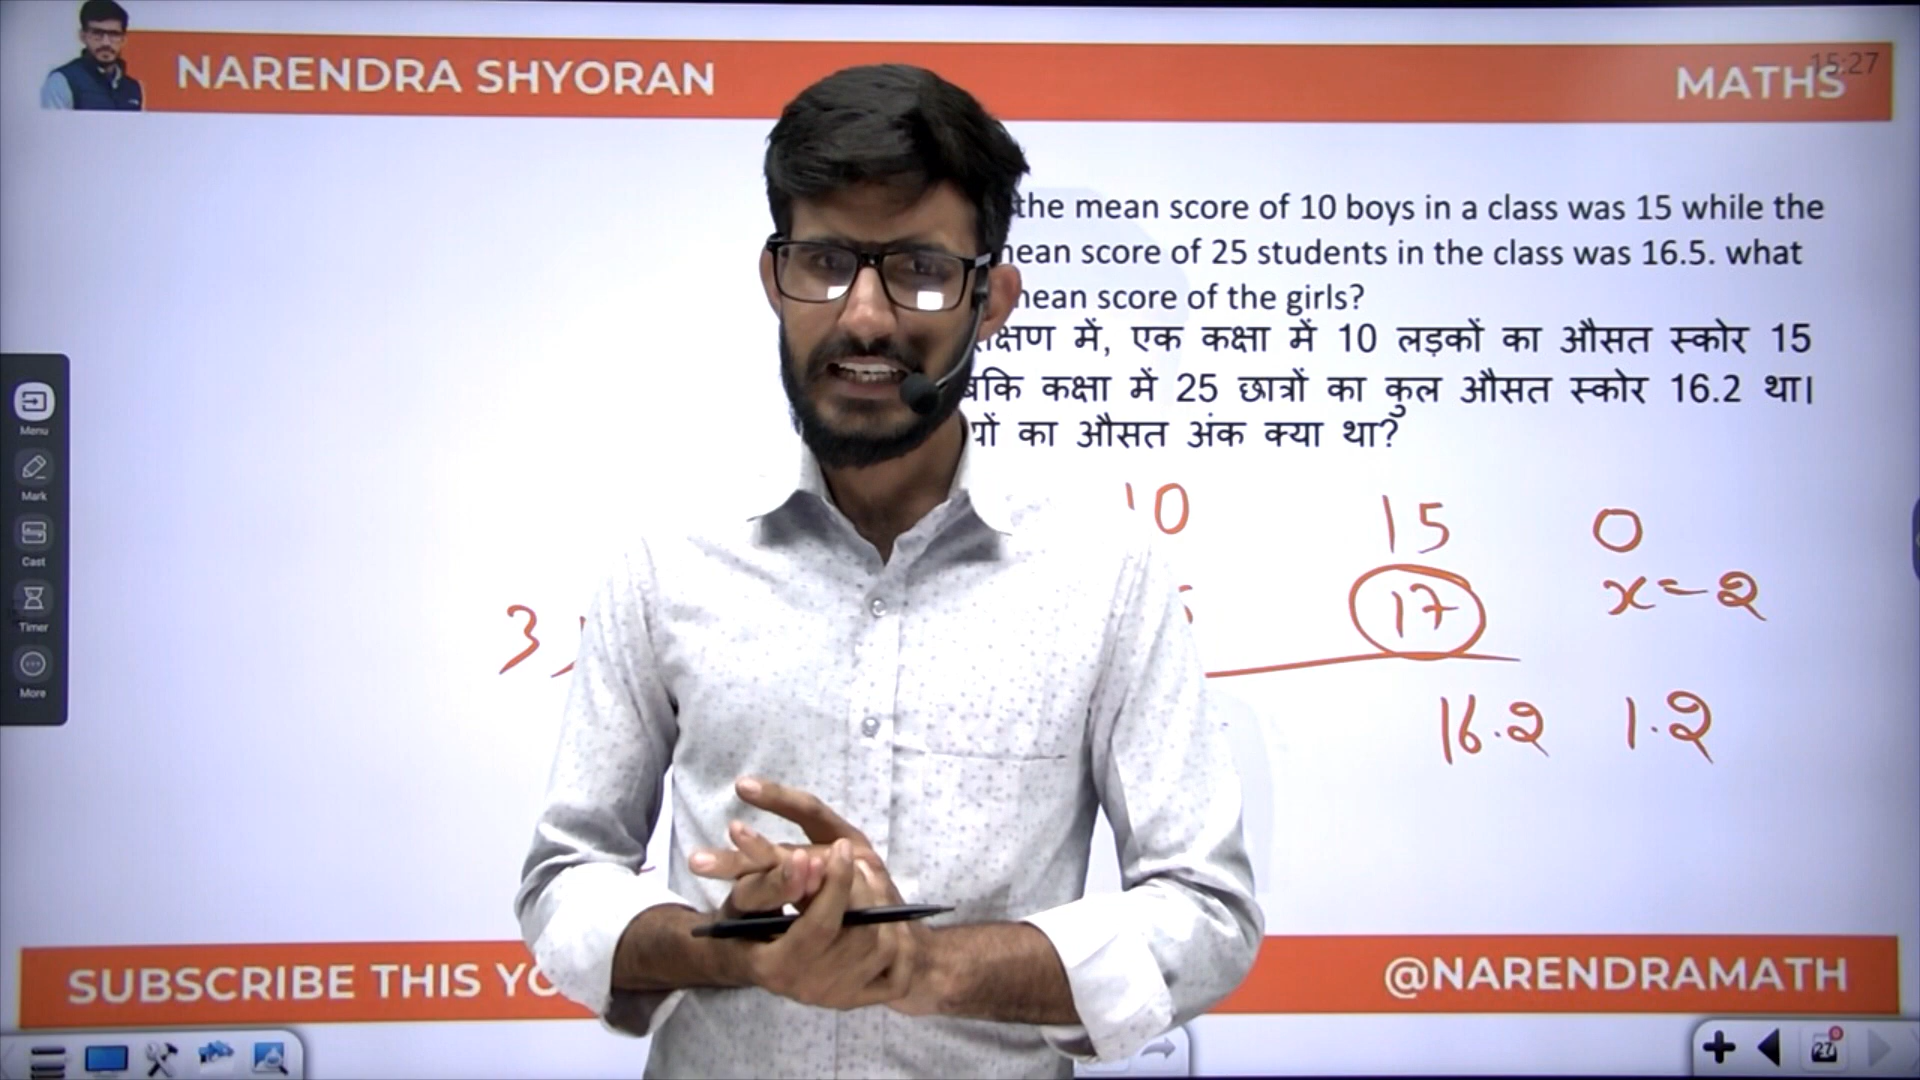 NARENDRA SHYORAN
MATHS
15:27
the mean score of 10 boys in a class was 15 while the
mean score of 25 students in the class was 16.5. what
mean score of the girls?
में, एक कक्षा में 10 लड़कों का औसत स्कोर 15
कक्षा में 25 छात्रों का कुल औसत स्कोर 16.2 था।
का औसत अंक क्या था?
10 15 0
3 17 x=2
16.2 1.2
Menu
Mark
Cast
Timer
More
SUBSCRIBE THIS
@NARENDRAMATH
27